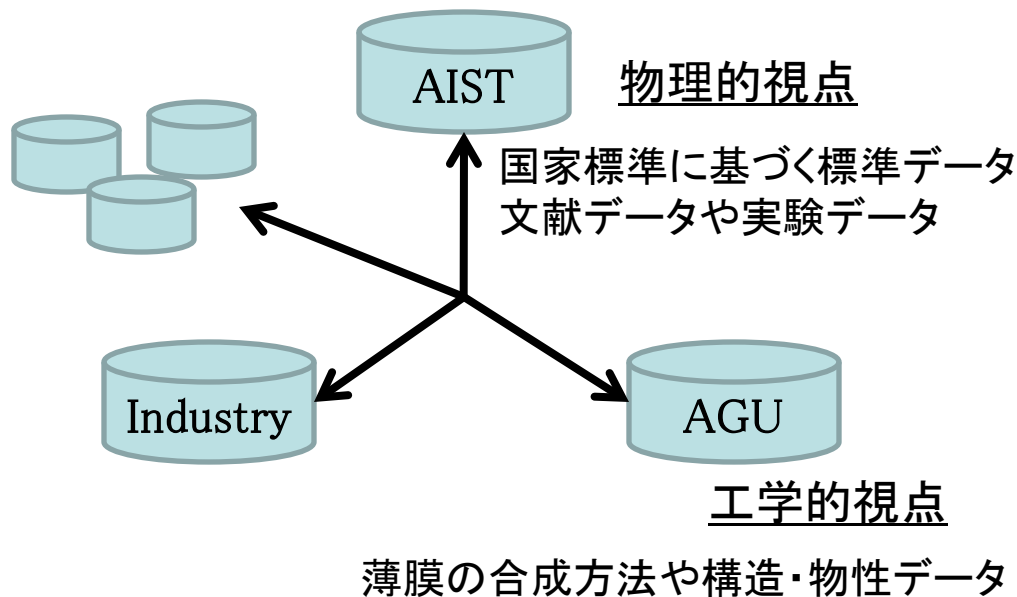 AIST
物理的視点
国家標準に基づく標準データ
文献データや実験データ
Industry
AGU
工学的視点
薄膜の合成方法や構造・物性データ